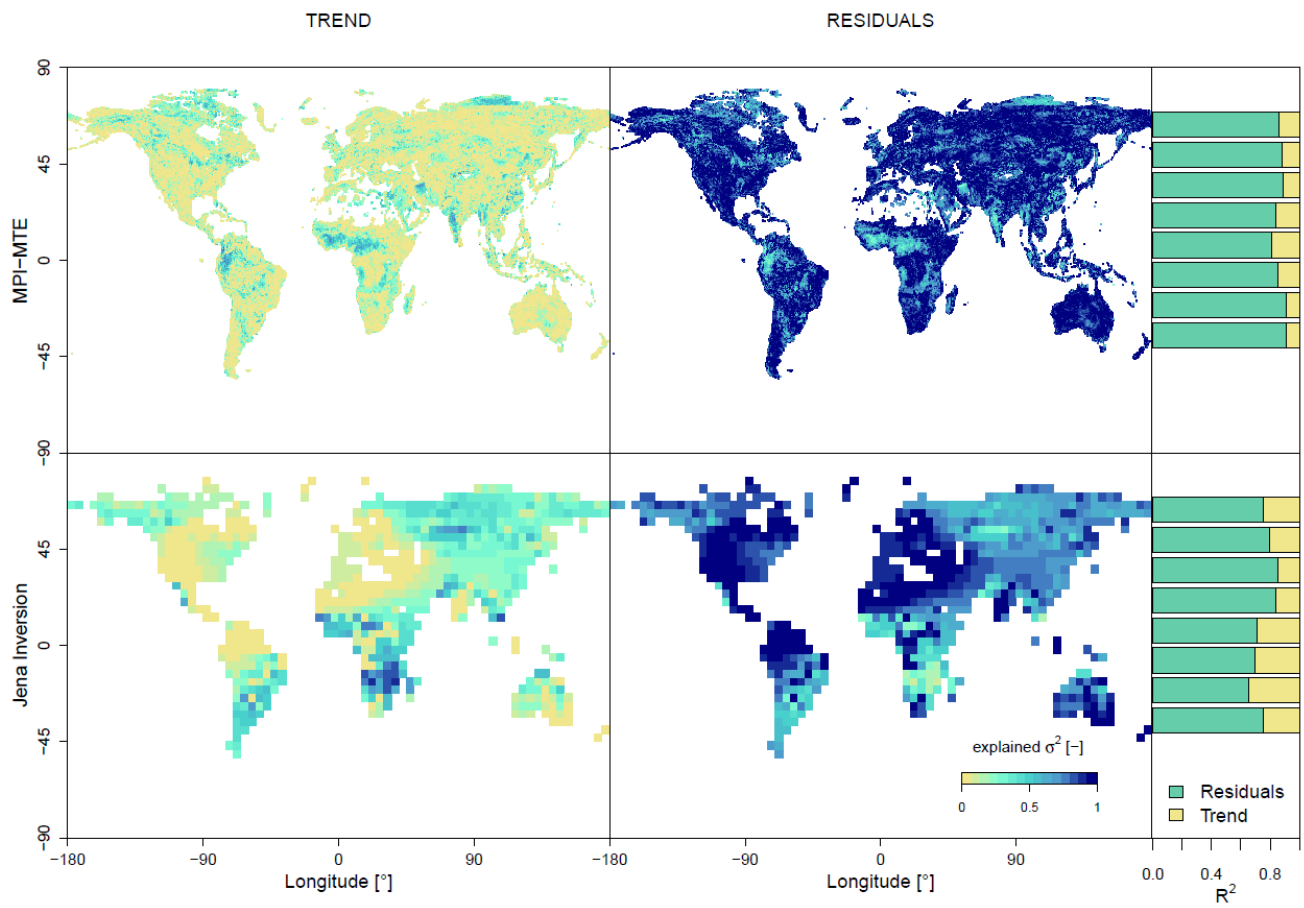 TREND RESIDUALS
90
45
0
−45
−90
MPI−MTE
90
45
0
−45
−90
Jena Inversion
explained σ² [−]
0 0.5 1
Residuals
Trend
−180 −90 0 90 −180 −90 0 90
0.0 0.4 0.8
Longitude [°] Longitude [°]
R²